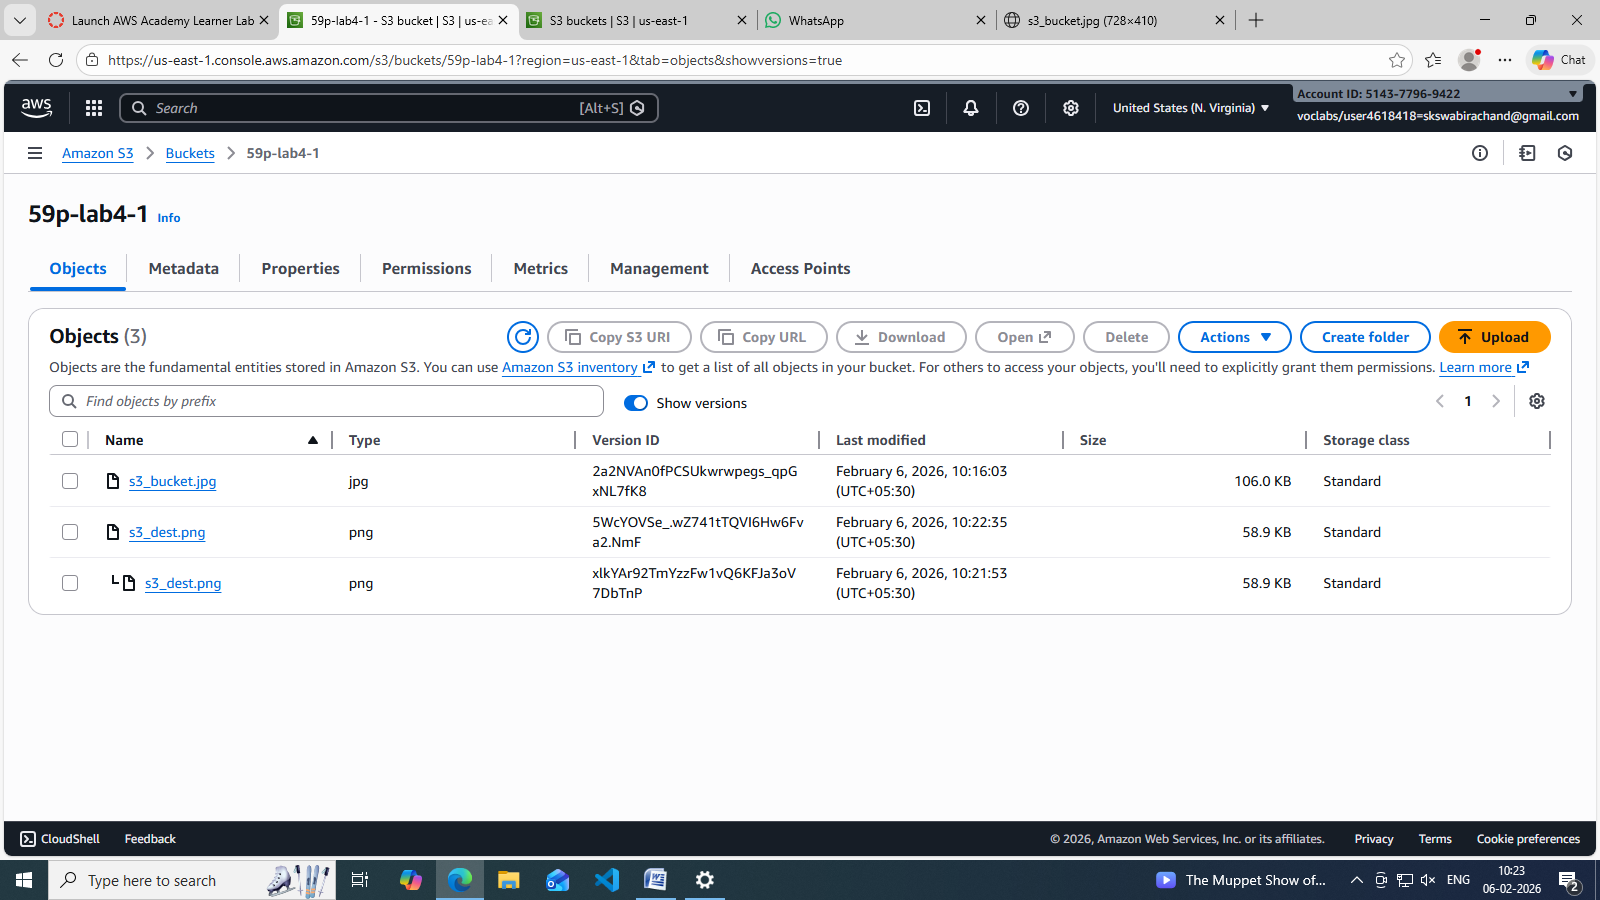 Launch AWS Academy Learner Lab
59p-lab4-1 - S3 bucket | S3 | us-ea
S3 buckets | S3 | us-east-1
WhatsApp
s3_bucket.jpg (728×410)
https://us-east-1.console.aws.amazon.com/s3/buckets/59p-lab4-1?region=us-east-1&tab=objects&showversions=true
Chat
aws
Search
[Alt+S]
United States (N. Virginia)
Account ID: 5143-7796-9422
voclabs/user4618418=skswabirachand@gmail.com
Amazon S3 > Buckets > 59p-lab4-1
59p-lab4-1 Info
Objects Metadata Properties Permissions Metrics Management Access Points
Objects (3)
Copy S3 URI Copy URL Download Open Delete Actions Create folder Upload
Objects are the fundamental entities stored in Amazon S3. You can use Amazon S3 inventory to get a list of all objects in your bucket. For others to access your objects, you'll need to explicitly grant them permissions. Learn more
Find objects by prefix
Show versions
1
Name Type Version ID Last modified Size Storage class
s3_bucket.jpg jpg 2a2NVAn0fPCSUkwrwpegs_qpG February 6, 2026, 10:16:03 106.0 KB Standard
xNL7fK8 (UTC+05:30)
s3_dest.png png 5WcYOVSe_.wZ741tTQVI6Hw6Fv February 6, 2026, 10:22:35 58.9 KB Standard
a2.NmF (UTC+05:30)
s3_dest.png png xlkYAr92TmYzzFw1vQ6KFJa3oV February 6, 2026, 10:21:53 58.9 KB Standard
7DbTnP (UTC+05:30)
CloudShell Feedback
© 2026, Amazon Web Services, Inc. or its affiliates. Privacy Terms Cookie preferences
Type here to search
The Muppet Show of...
ENG
10:23
06-02-2026
2